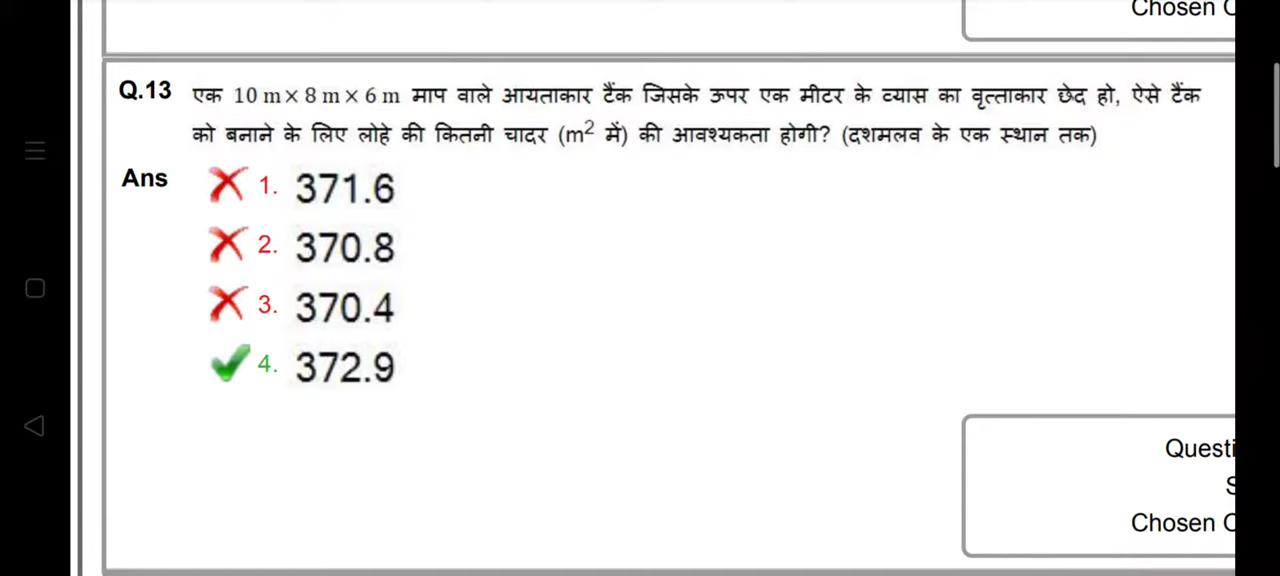 Chosen O
Q.13 एक 10 m× 8 m × 6 m माप वाले आयताकार टैंक जिसके ऊपर एक मीटर के व्यास का वृत्ताकार छेद हो, ऐसे टैंक
को बनाने के लिए लोहे की कितनी चादर (m² में) की आवश्यकता होगी? (दशमलव के एक स्थान तक)
Ans 1. 371.6
2. 370.8
3. 370.4
4. 372.9
Questi
S
Chosen O